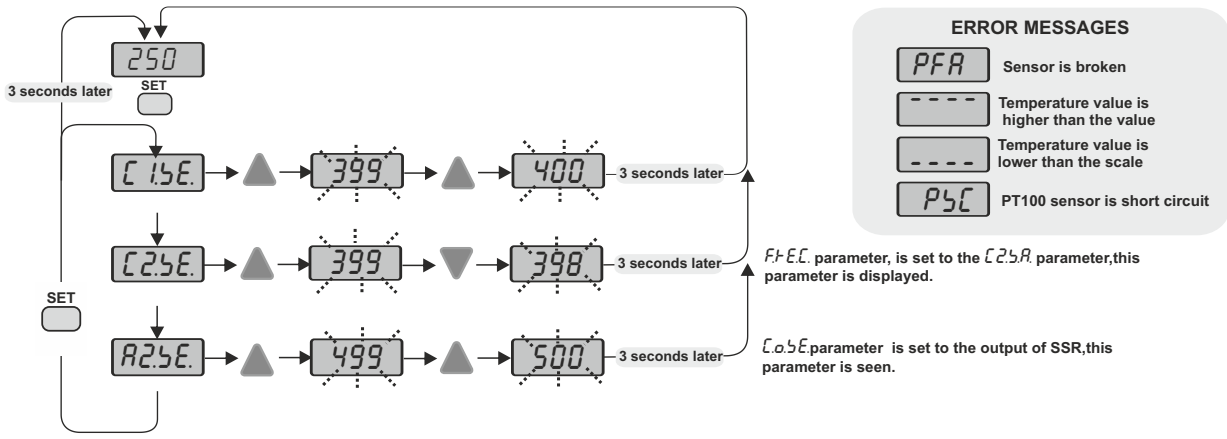 250
SET
3 seconds later
C1.SE.
399
400
3 seconds later
C2.SE.
399
398
3 seconds later
SET
A2.SE.
499
500
3 seconds later
ERROR MESSAGES
PFA Sensor is broken
---- Temperature value is
higher than the value
---- Temperature value is
lower than the scale
PSC PT100 sensor is short circuit
F.tE.C. parameter, is set to the C2.S.A. parameter,this
parameter is displayed.
C.o.SE.parameter is set to the output of SSR,this
parameter is seen.